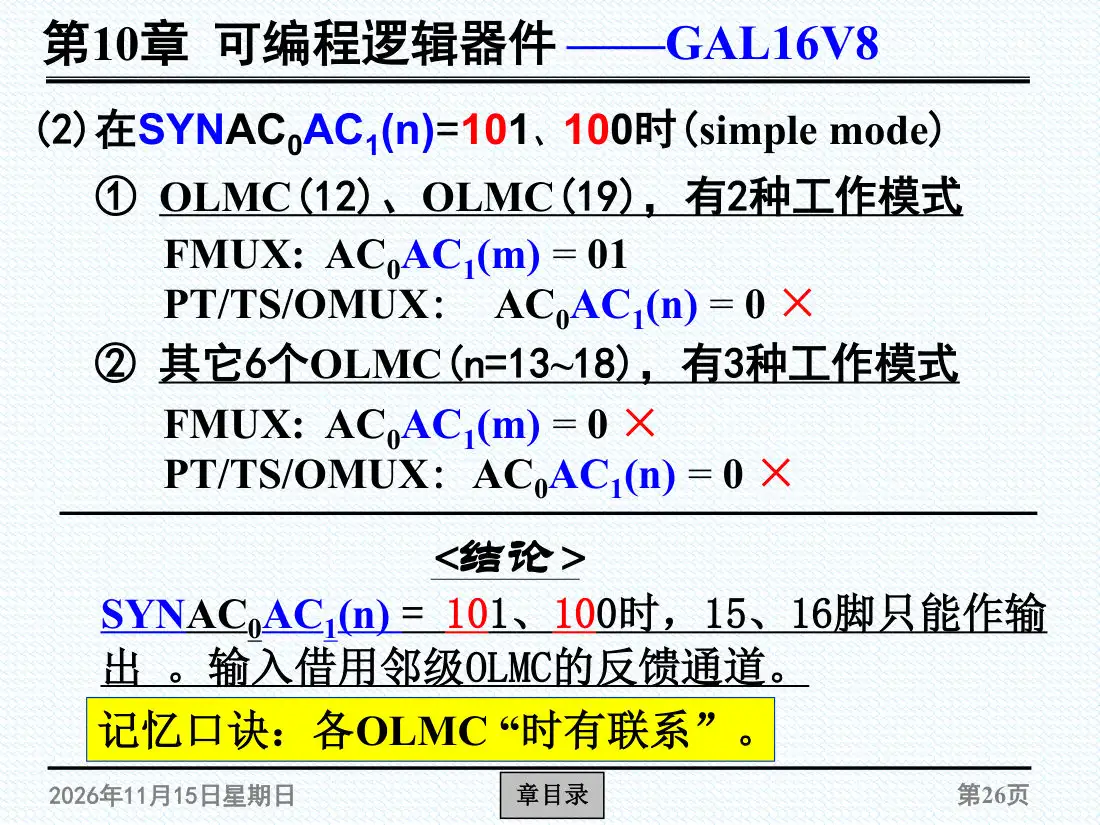 第10章 可编程逻辑器件 ——GAL16V8
(2)在SYNAC₀AC₁(n)=101、100时(simple mode)
① OLMC(12)、OLMC(19)，有2种工作模式
FMUX: AC₀AC₁(m) = 01
PT/TS/OMUX： AC₀AC₁(n) = 0 ×
② 其它6个OLMC(n=13~18)，有3种工作模式
FMUX: AC₀AC₁(m) = 0 ×
PT/TS/OMUX：AC₀AC₁(n) = 0 ×
<结论>
SYNAC₀AC₁(n) = 101、100时，15、16脚只能作输
出 。输入借用邻级OLMC的反馈通道。
记忆口诀：各OLMC “时有联系”。
2026年11月15日星期日
章目录
第26页